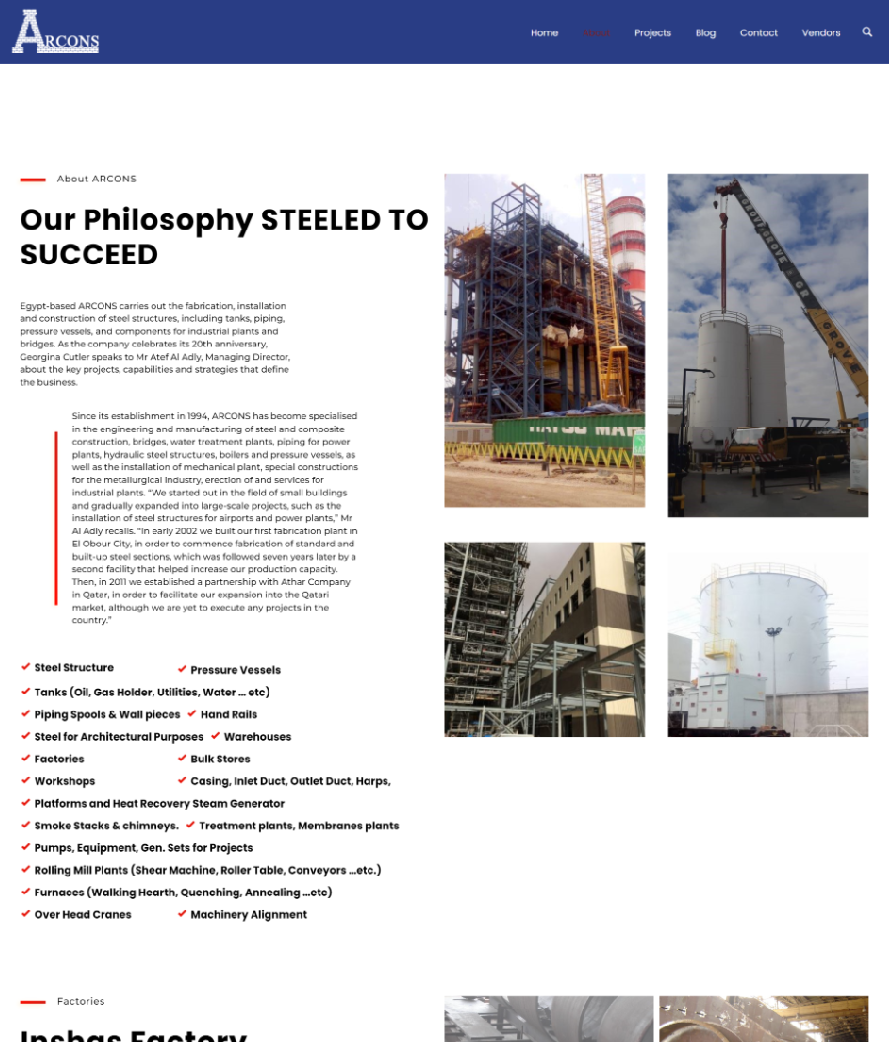 ARCONS
Home About Projects Blog Contact Vendors
About ARCONS
Our Philosophy STEELED TO
SUCCEED
Egypt-based ARCONS carries out the fabrication, installation
and construction of steel structures, including tanks, piping,
pressure vessels, and components for industrial plants and
bridges. As the company celebrates its 20th anniversary,
Georgina Cutler speaks to Mr Atef Al Adly, Managing Director,
about the key projects, capabilities and strategies that define
the business.
Since its establishment in 1994, ARCONS has become specialised
in the engineering and manufacturing of steel and composite
construction, bridges, water treatment plants, piping for power
plants, hydraulic steel structures, boilers and pressure vessels, as
well as the installation of mechanical plant, special constructions
for the metallurgical industry, erection of and services for
industrial plants. “We started out in the field of small buildings
and gradually expanded into large-scale projects, such as the
installation of steel structures for airports and power plants,” Mr
Al Adly recalls. “In early 2002 we built our first fabrication plant in
El Obour City, in order to commence fabrication of standard and
built-up steel sections, which was followed seven years later by a
second facility that helped increase our production capacity.
Then, in 2011 we established a partnership with Athar Company
in Qatar, in order to facilitate our expansion into the Qatari
market, although we are yet to execute any projects in the
country.”
Steel Structure Pressure Vessels
Tanks (Oil, Gas Holder, Utilities, Water ... etc)
Piping Spools & Wall pieces Hand Rails
Steel for Architectural Purposes Warehouses
Factories Bulk Stores
Workshops Casing, Inlet Duct, Outlet Duct, Harps,
Platforms and Heat Recovery Steam Generator
Smoke Stacks & chimneys. Treatment plants, Membranes plants
Pumps, Equipment, Gen. Sets for Projects
Rolling Mill Plants (Shear Machine, Roller Table, Conveyors ...etc.)
Furnaces (Walking Hearth, Quenching, Annealing ...etc)
Over Head Cranes Machinery Alignment
GROVE
Factories
Inshas Factory